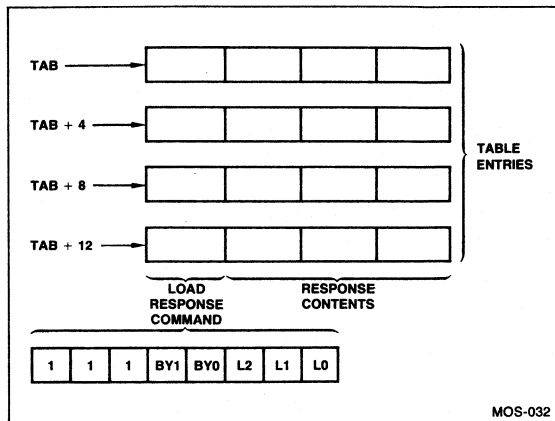 TAB
TAB + 4
TAB + 8
TAB + 12
TABLE
ENTRIES
LOAD
RESPONSE
COMMAND
RESPONSE
CONTENTS
1 1 1 BY1 BY0 L2 L1 L0
MOS-032